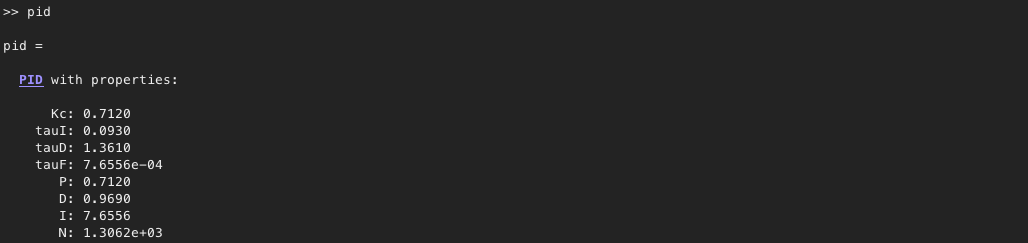 >> pid
pid =
PID with properties:
Kc: 0.7120
tauI: 0.0930
tauD: 1.3610
tauF: 7.6556e-04
P: 0.7120
D: 0.9690
I: 7.6556
N: 1.3062e+03